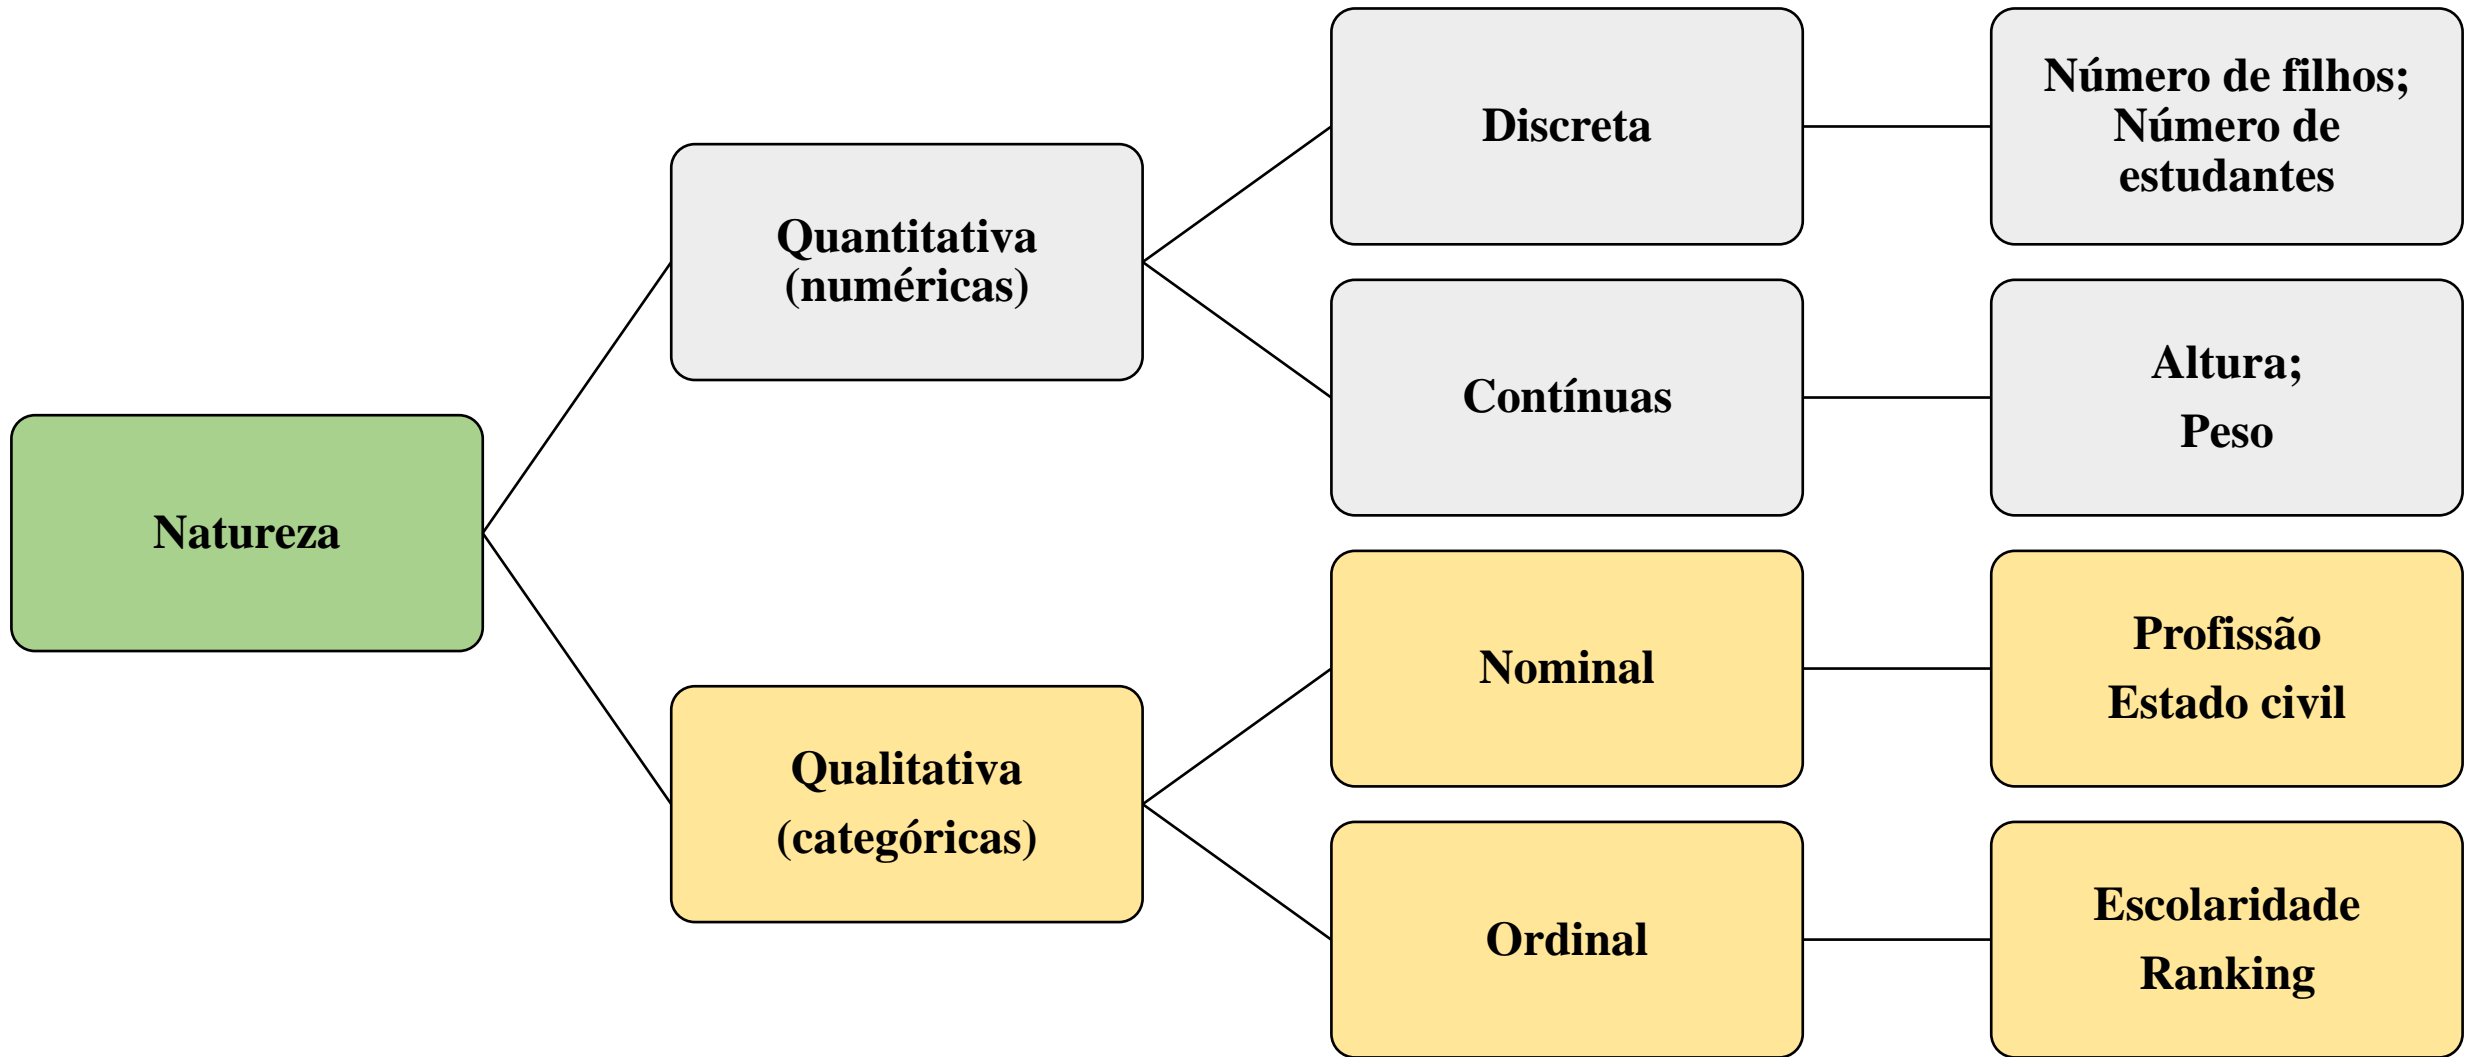 Natureza
Quantitativa
(numéricas)
Discreta
Número de filhos;
Número de
estudantes
Contínuas
Altura;
Peso
Qualitativa
(categóricas)
Nominal
Profissão
Estado civil
Ordinal
Escolaridade
Ranking